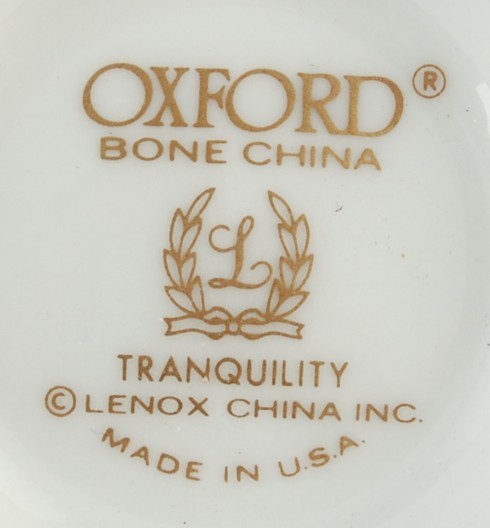 OXFORD®
BONE CHINA
L
TRANQUILITY
© LENOX CHINA INC.
MADE IN U.S.A.